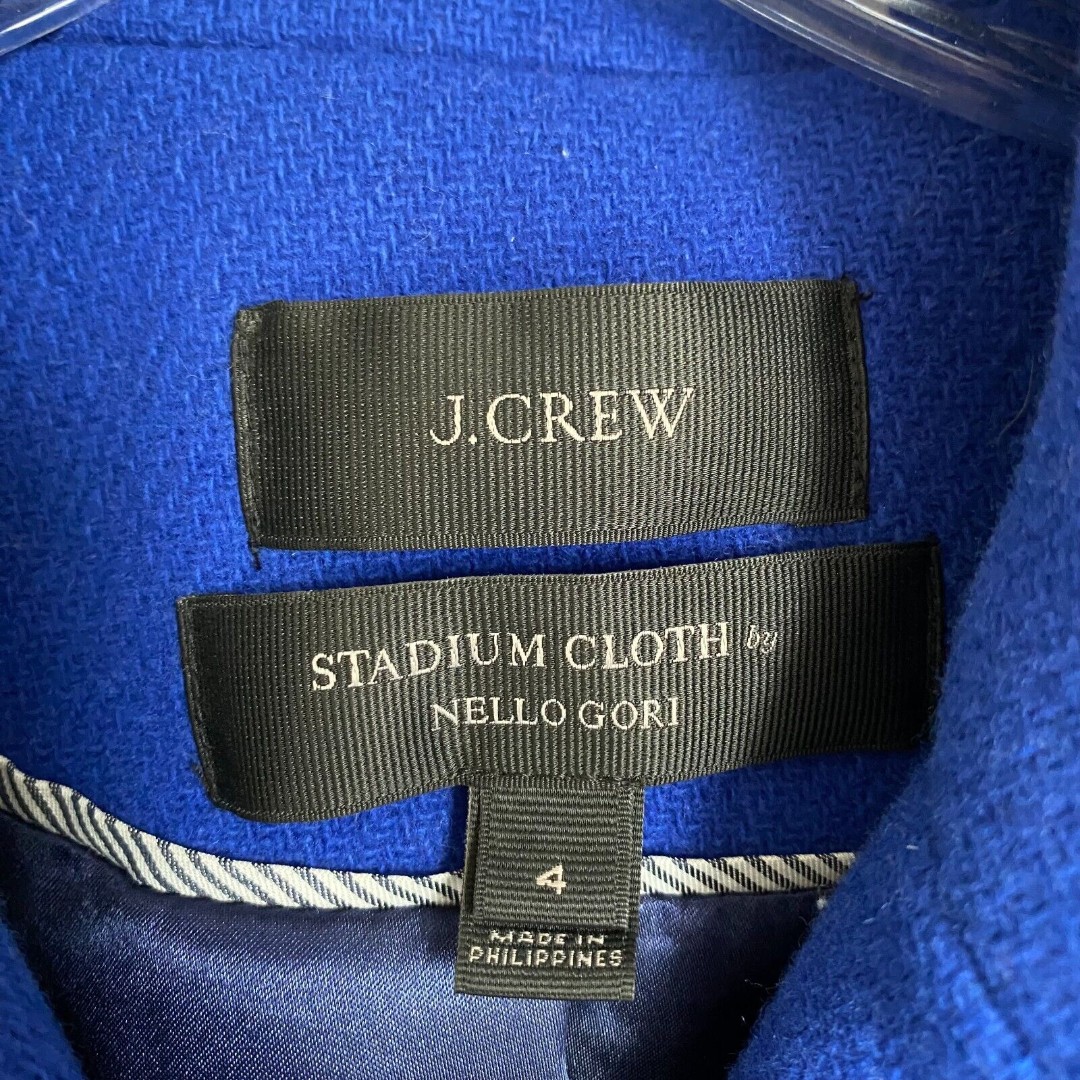 J.CREW
STADIUM CLOTH by
NELLO GORI
4
MADE IN
PHILIPPINES